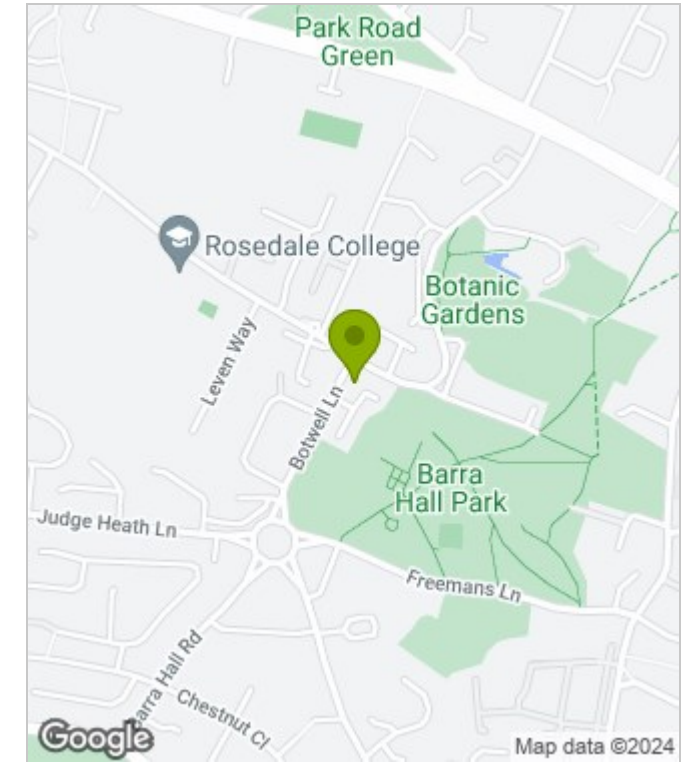 Park Road
Green
Rosedale College
Botanic
Gardens
Leven Way
Botwell Ln
Barra
Hall Park
Judge Heath Ln
Freemans Ln
Barra Hall Rd
Chestnut Cl
Google
Map data ©2024